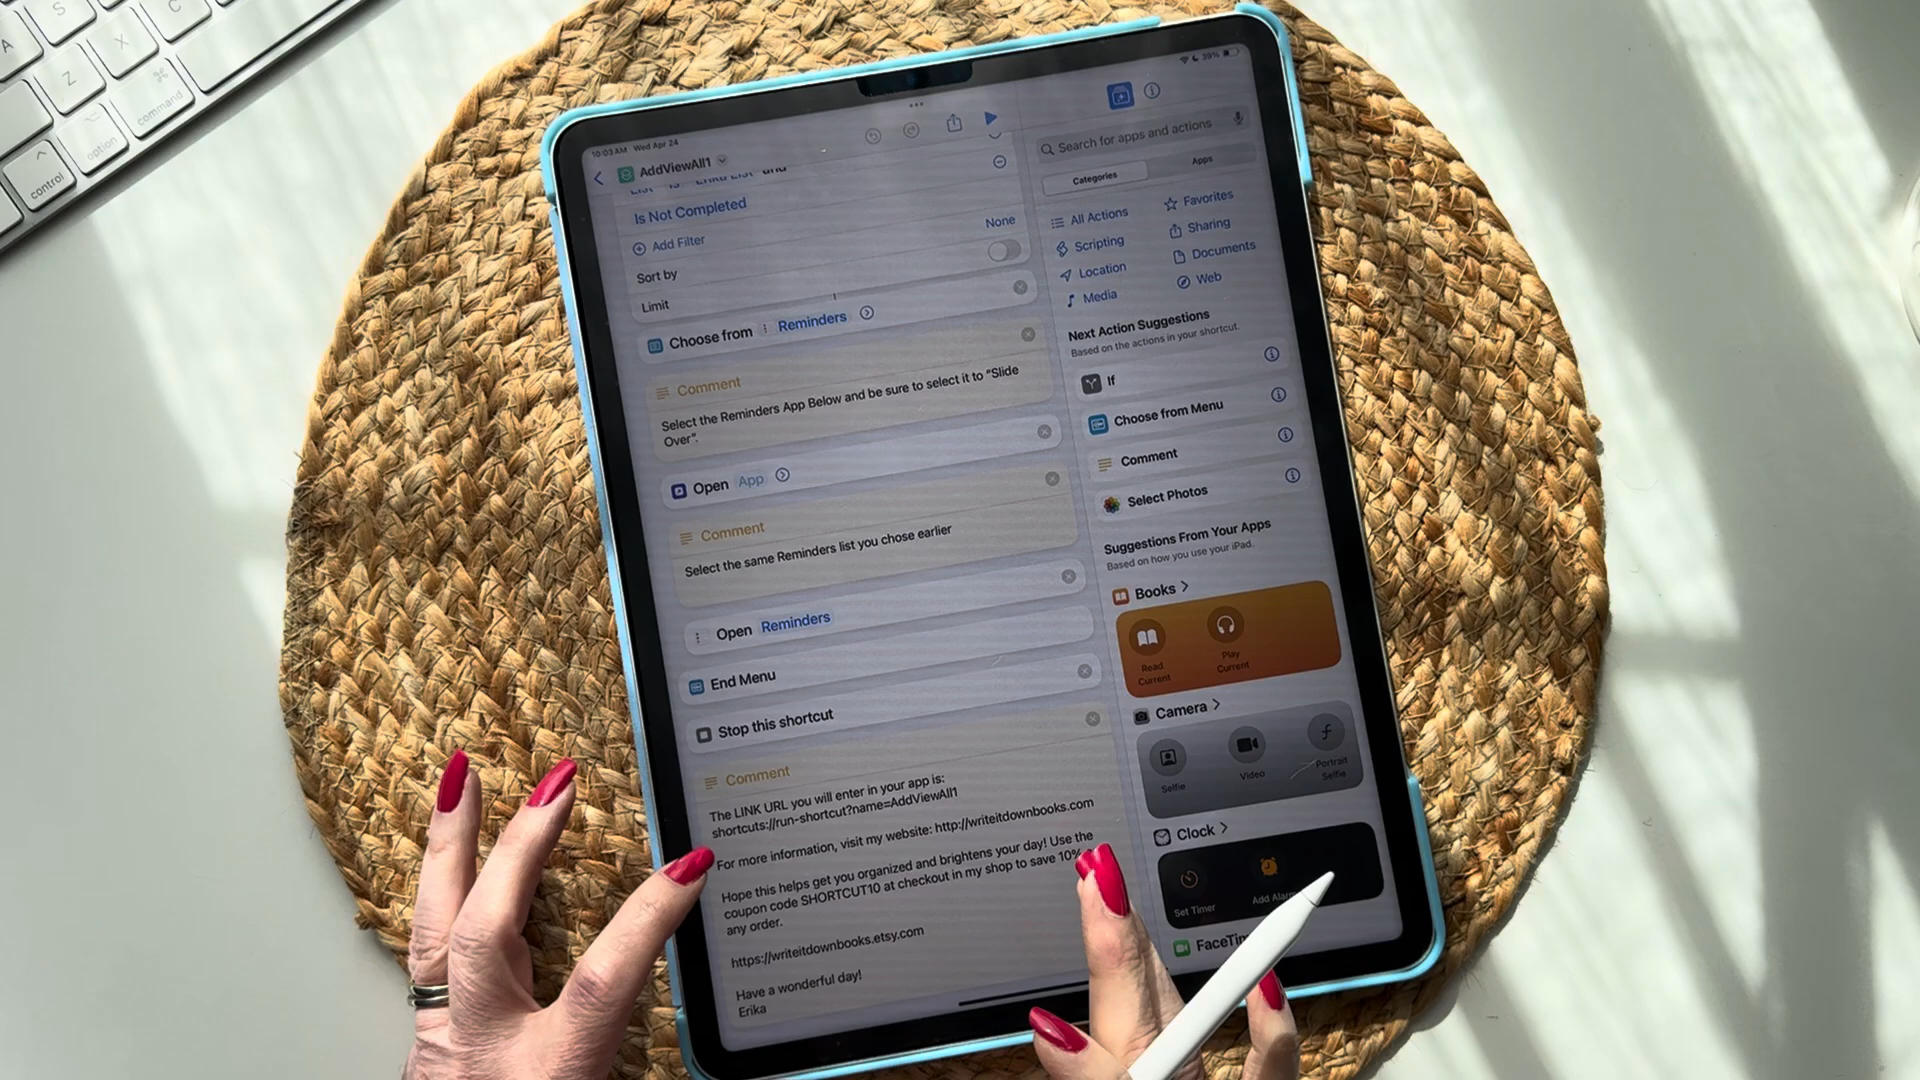 A
S
Z
X
C
control
option
command
10:03 AM Wed Apr 24
39%
AddViewAll1
and
Is Not Completed
Add Filter
Sort by
None
Limit
Choose from Reminders
Comment
Select the Reminders App Below and be sure to select it to “Slide
Over”.
Open App
Comment
Select the same Reminders list you chose earlier
Open Reminders
End Menu
Stop this shortcut
Comment
The LINK URL you will enter in your app is:
shortcuts://run-shortcut?name=AddViewAll1
For more information, visit my website: http://writeitdownbooks.com
Hope this helps get you organized and brightens your day! Use the
coupon code SHORTCUT10 at checkout in my shop to save 10%
any order.
https://writeitdownbooks.etsy.com
Have a wonderful day!
Erika
Search for apps and actions
Categories
Apps
All Actions
Favorites
Scripting
Sharing
Location
Documents
Media
Web
Next Action Suggestions
Based on the actions in your shortcut.
If
Choose from Menu
Comment
Select Photos
Suggestions From Your Apps
Based on how you use your iPad.
Books
Read
Current
Play
Current
Camera
Selfie
Video
Portrait
Selfie
Clock
Set Timer
Add